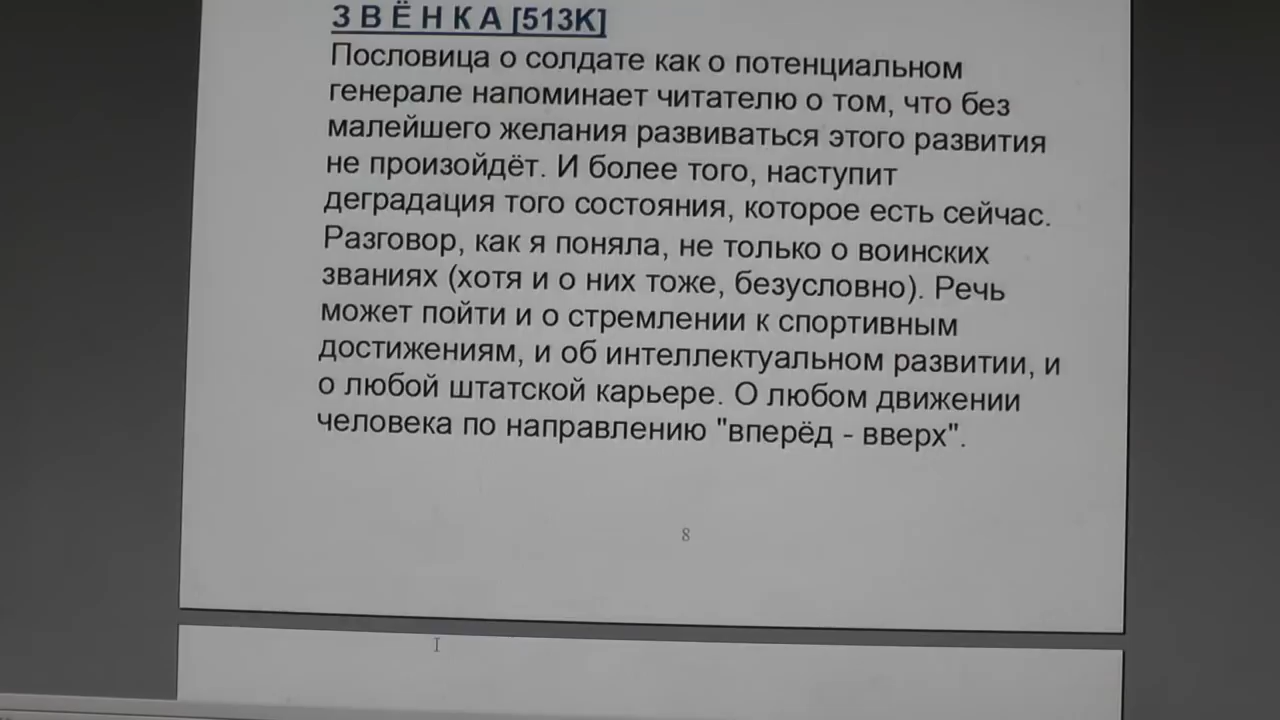 З В Ё Н К А [513K]
Пословица о солдате как о потенциальном
генерале напоминает читателю о том, что без
малейшего желания развиваться этого развития
не произойдёт. И более того, наступит
деградация того состояния, которое есть сейчас.
Разговор, как я поняла, не только о воинских
званиях (хотя и о них тоже, безусловно). Речь
может пойти и о стремлении к спортивным
достижениям, и об интеллектуальном развитии, и
о любой штатской карьере. О любом движении
человека по направлению "вперёд - вверх".
8